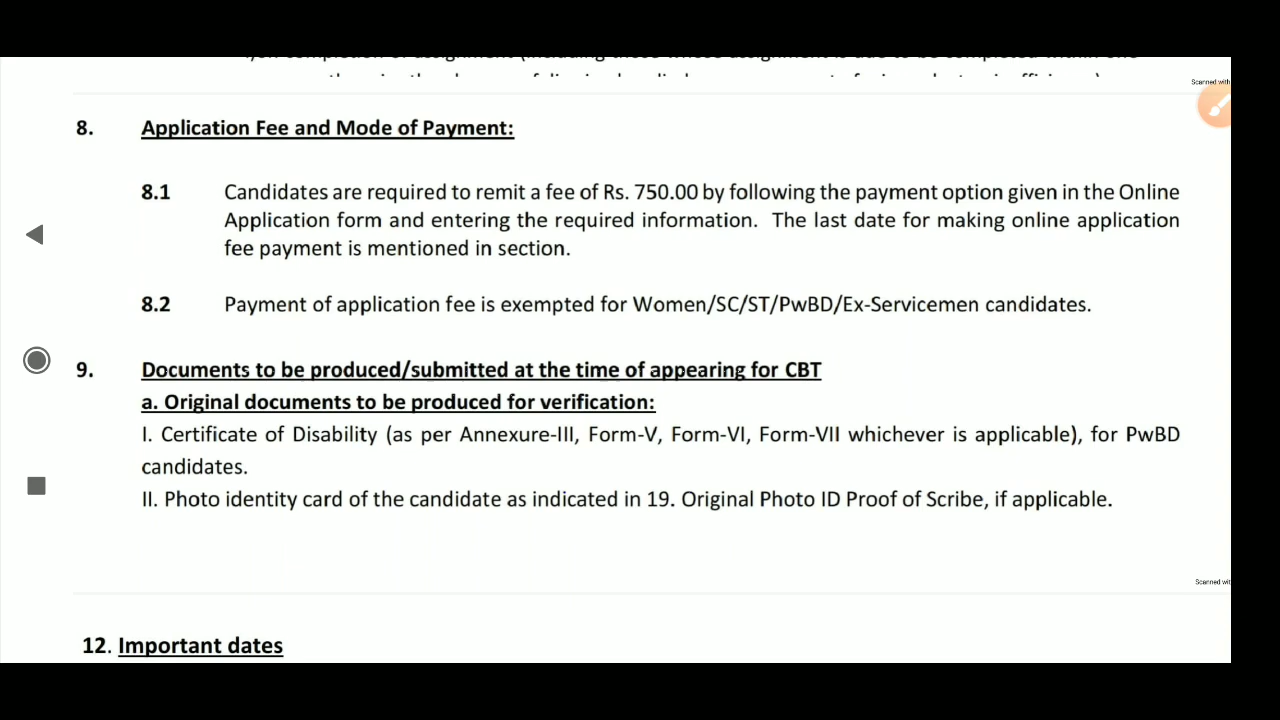 Scanned with
8. Application Fee and Mode of Payment:
8.1 Candidates are required to remit a fee of Rs. 750.00 by following the payment option given in the Online
Application form and entering the required information. The last date for making online application
fee payment is mentioned in section.
8.2 Payment of application fee is exempted for Women/SC/ST/PwBD/Ex-Servicemen candidates.
9. Documents to be produced/submitted at the time of appearing for CBT
a. Original documents to be produced for verification:
I. Certificate of Disability (as per Annexure-III, Form-V, Form-VI, Form-VII whichever is applicable), for PwBD
candidates.
II. Photo identity card of the candidate as indicated in 19. Original Photo ID Proof of Scribe, if applicable.
Scanned wit
12. Important dates